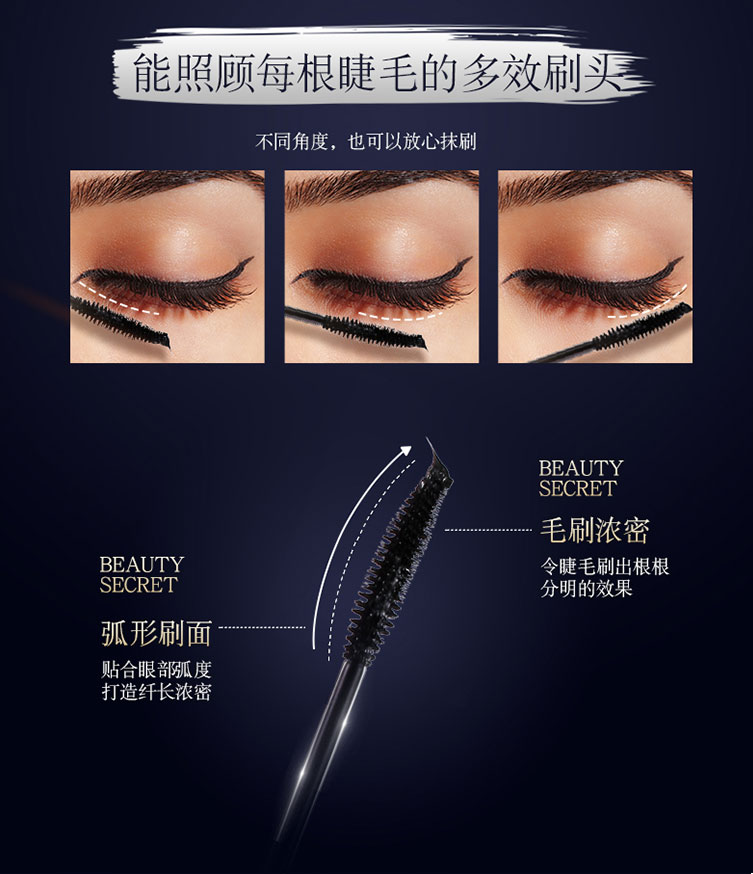 能照顾每根睫毛的多效刷头
不同角度，也可以放心抹刷
BEAUTY
SECRET
毛刷浓密
令睫毛刷出根根
分明的效果
BEAUTY
SECRET
弧形刷面
贴合眼部弧度
打造纤长浓密